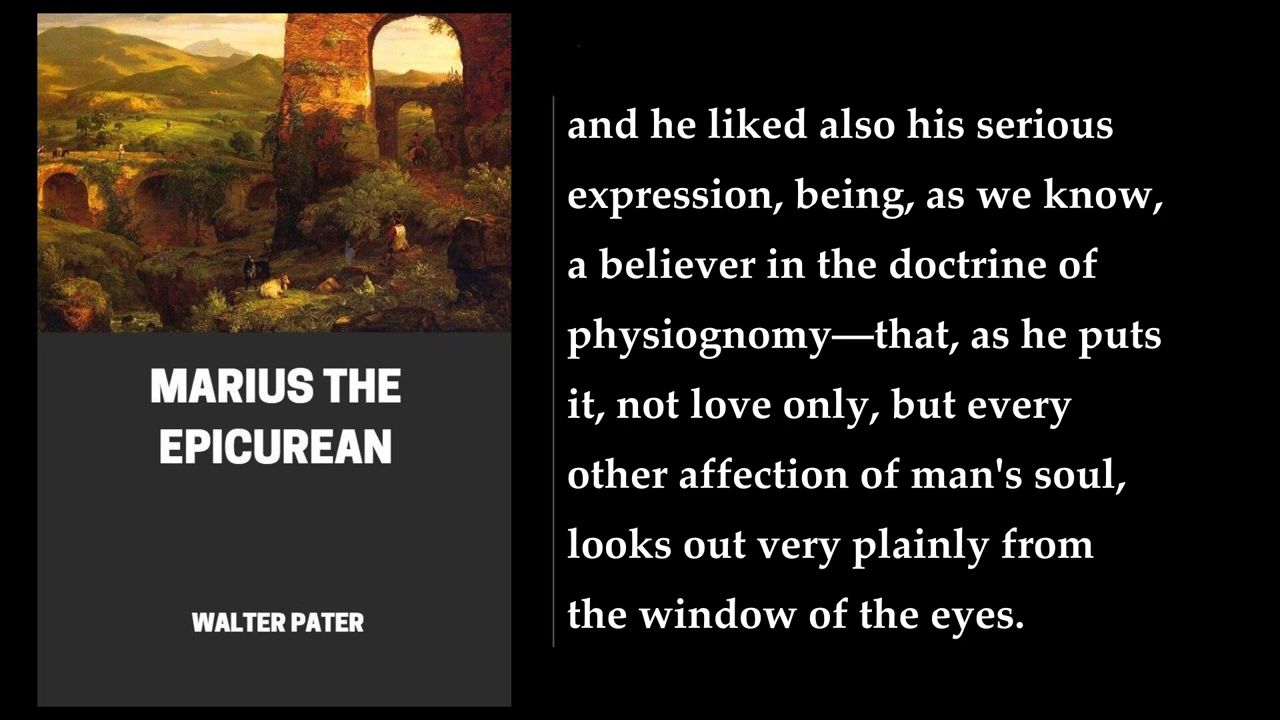 MARIUS THE
EPICUREAN
WALTER PATER
and he liked also his serious
expression, being, as we know,
a believer in the doctrine of
physiognomy—that, as he puts
it, not love only, but every
other affection of man's soul,
looks out very plainly from
the window of the eyes.